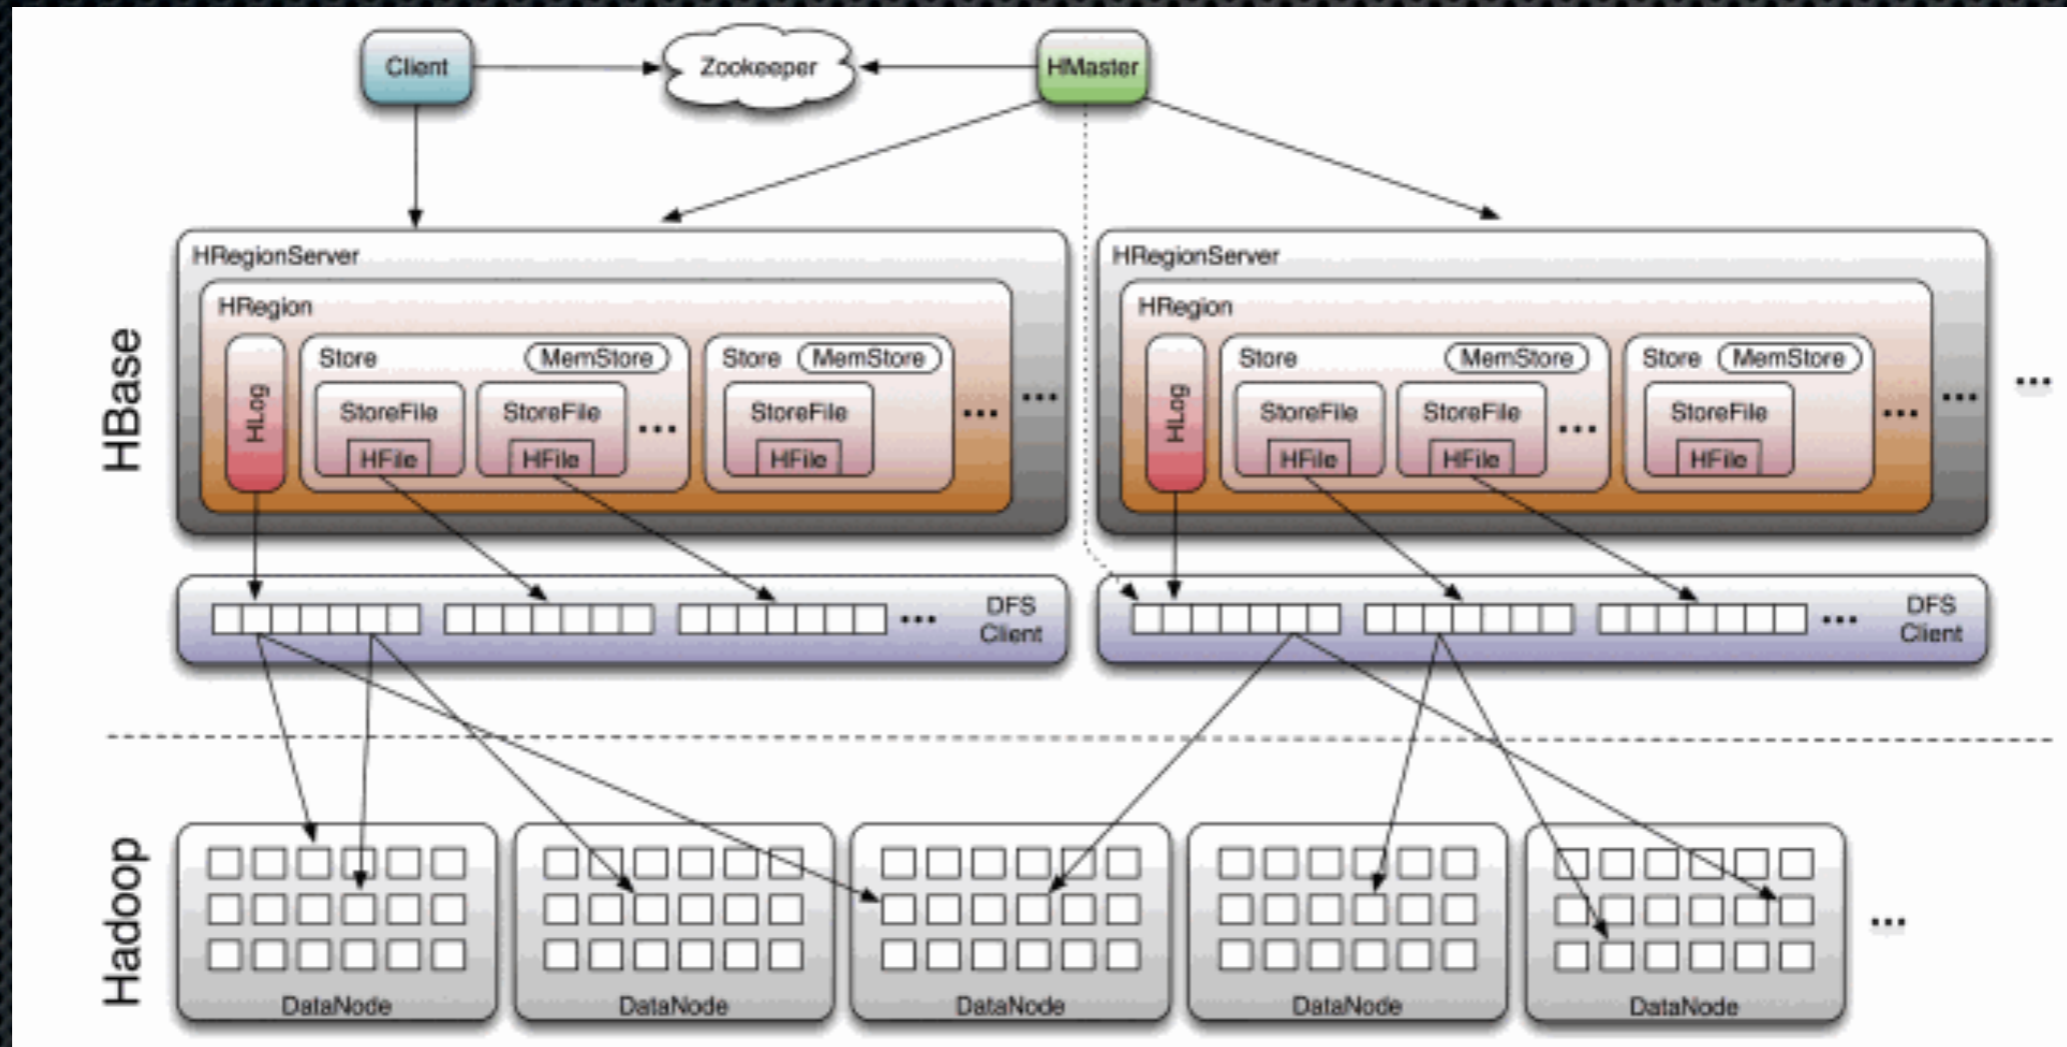 Client
Zookeeper
HMaster
HBase
HRegionServer
HRegion
HLog
Store
MemStore
StoreFile
HFile
StoreFile
HFile
...
Store
MemStore
StoreFile
HFile
...
...
HRegionServer
HRegion
HLog
Store
MemStore
StoreFile
HFile
StoreFile
HFile
...
Store
MemStore
StoreFile
HFile
...
...
...
...
DFS
Client
...
DFS
Client
Hadoop
DataNode
DataNode
DataNode
DataNode
DataNode
...